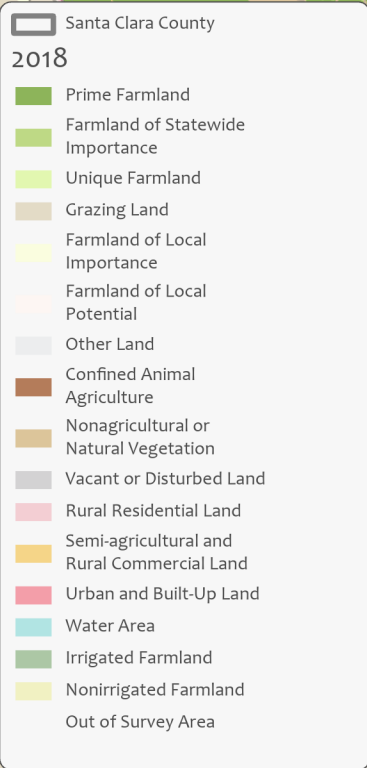 Santa Clara County
2018
Prime Farmland
Farmland of Statewide
Importance
Unique Farmland
Grazing Land
Farmland of Local
Importance
Farmland of Local
Potential
Other Land
Confined Animal
Agriculture
Nonagricultural or
Natural Vegetation
Vacant or Disturbed Land
Rural Residential Land
Semi-agricultural and
Rural Commercial Land
Urban and Built-Up Land
Water Area
Irrigated Farmland
Nonirrigated Farmland
Out of Survey Area